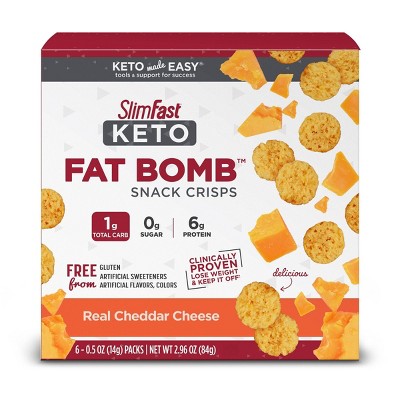 KETO made EASY®
tools & support for success
SlimFast
KETO
FAT BOMB™
SNACK CRISPS
1g
TOTAL CARB
0g
SUGAR
6g
PROTEIN
FREE from
GLUTEN
ARTIFICIAL SWEETENERS
ARTIFICIAL FLAVORS, COLORS
CLINICALLY
PROVEN
LOSE WEIGHT
& KEEP IT OFF
delicious
Real Cheddar Cheese
6 – 0.5 OZ (14g) PACKS | NET WT 2.96 OZ (84g)